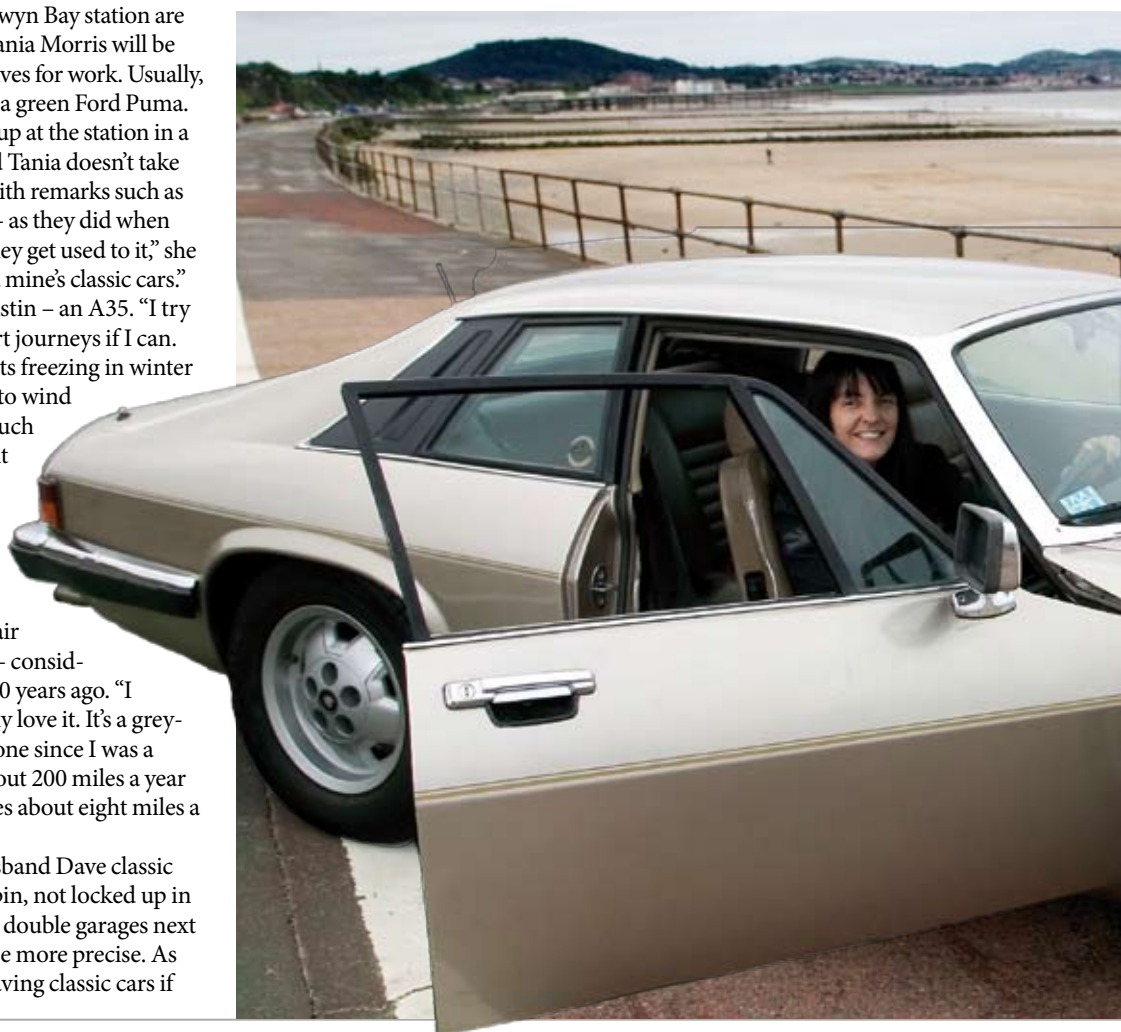 wyn Bay station are
ania Morris will be
ves for work. Usually,
a green Ford Puma.
up at the station in a
l Tania doesn't take
ith remarks such as
– as they did when
ey get used to it,” she
mine's classic cars.”
stin – an A35. “I try
rt journeys if I can.
ts freezing in winter
to wind
uch
t
air
– consid-
0 years ago. “I
y love it. It's a grey-
one since I was a
out 200 miles a year
es about eight miles a
sband Dave classic
oin, not locked up in
double garages next
e more precise. As
ving classic cars if